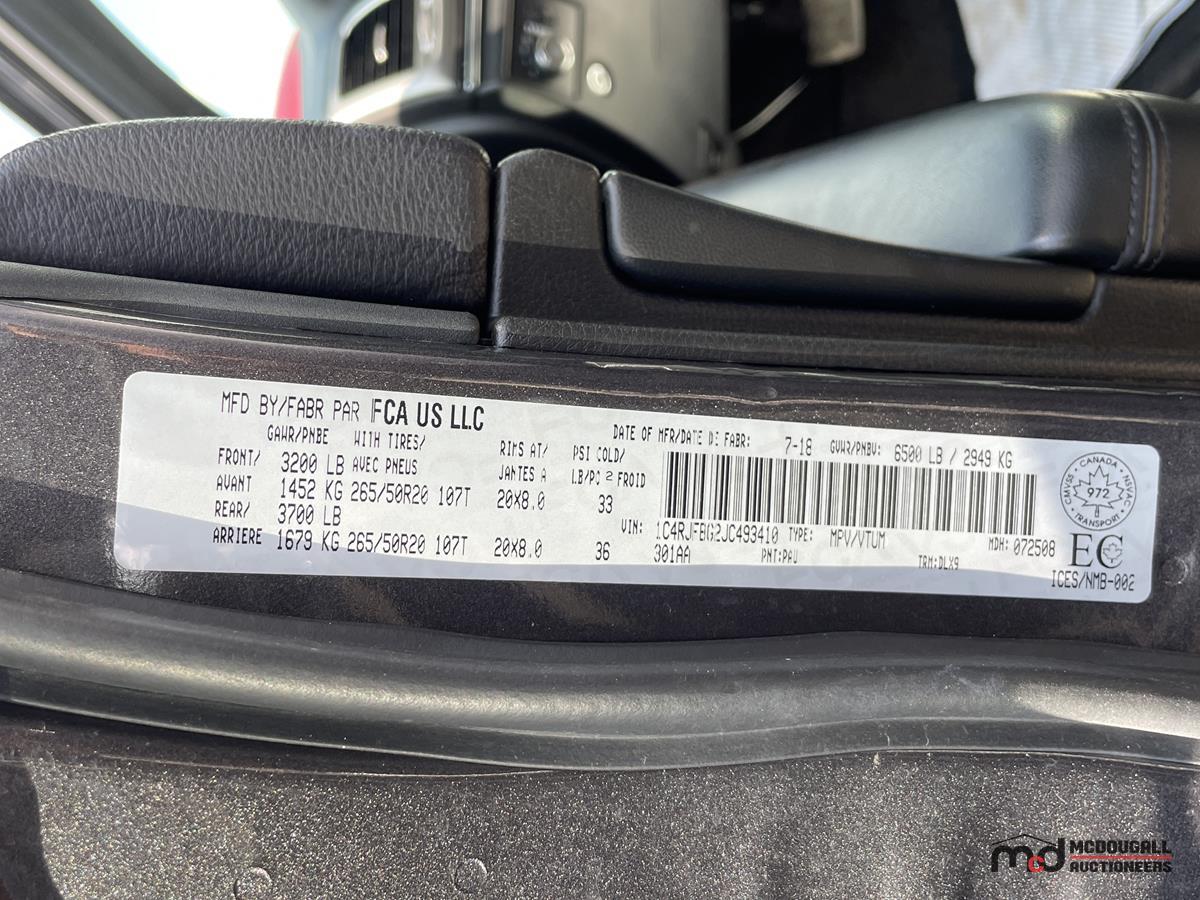 MFD BY/FABR PAR FCA US LLC
DATE OF MFR/DATE DE FABR: 7-18 GVWR/PNBV: 6500 LB / 2949 KG
GAWR/PNBE WITH TIRES/ RIMS AT/ PSI COLD/
FRONT/ 3200 LB AVEC PNEUS JANTES A LB/PO2 FROID
AVANT 1452 KG 265/50R20 107T 20X8.0 33
REAR/ 3700 LB
ARRIERE 1679 KG 265/50R20 107T 20X8.0 36
VIN: 1C4RJFBG2JC493410 TYPE: MPV/VTUM MDH: 072508
301AA PNT:PAU TRM:DLX9
CANADA
CMVSS NSVAC
972
TRANSPORT
EC
ICES/NMB-002
mcd MCDOUGALL
AUCTIONEERS